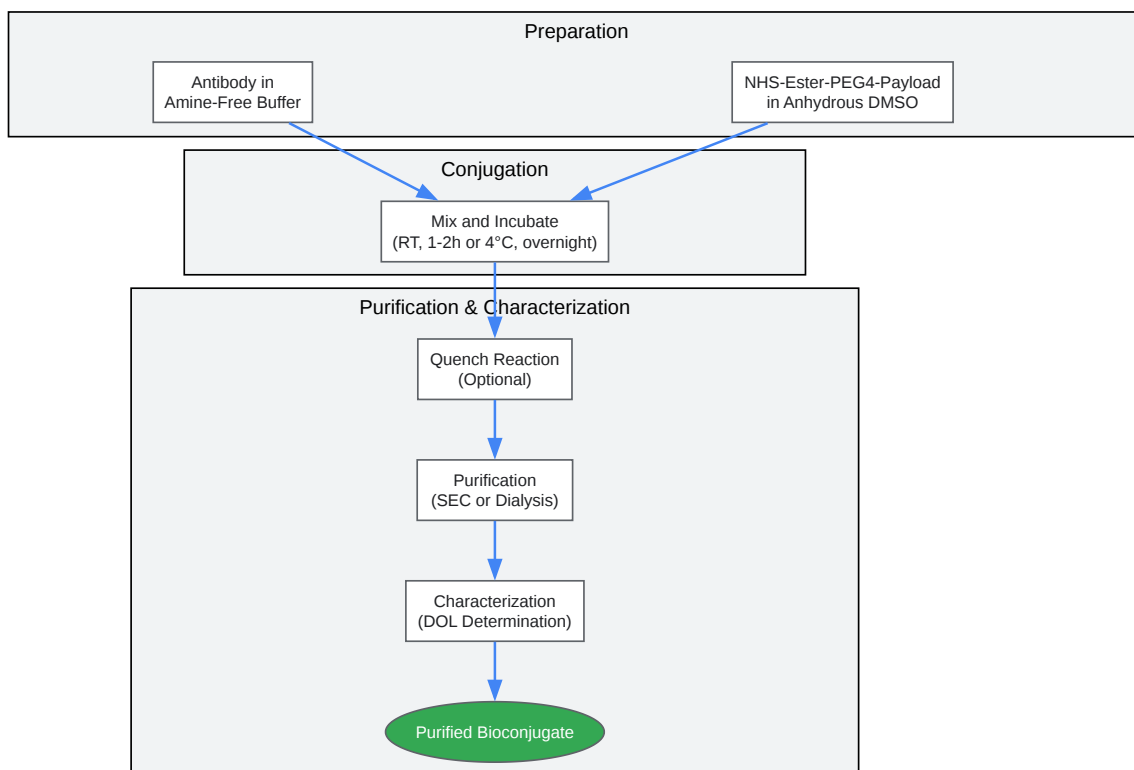 Preparation
Antibody in
Amine-Free Buffer
NHS-Ester-PEG4-Payload
in Anhydrous DMSO
Conjugation
Mix and Incubate
(RT, 1-2h or 4°C, overnight)
Purification & Characterization
Quench Reaction
(Optional)
Purification
(SEC or Dialysis)
Characterization
(DOL Determination)
Purified Bioconjugate